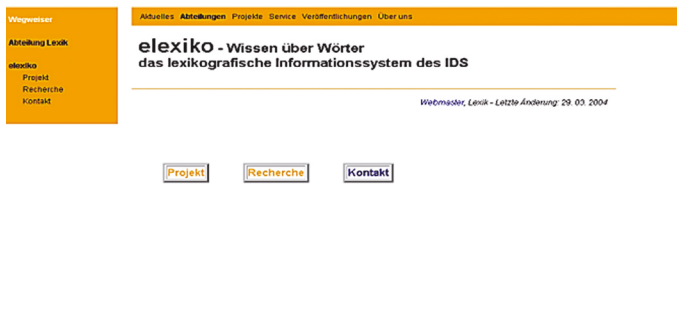 Wegweiser
Abteilung Lexik
elexiko
Projekt
Recherche
Kontakt
Aktuelles Abteilungen Projekte Service Veröffentlichungen Über uns
elexiko - Wissen über Wörter
das lexikografische Informationssystem des IDS
Webmaster, Lexik - Letzte Änderung: 29. 03. 2004
Projekt Recherche Kontakt